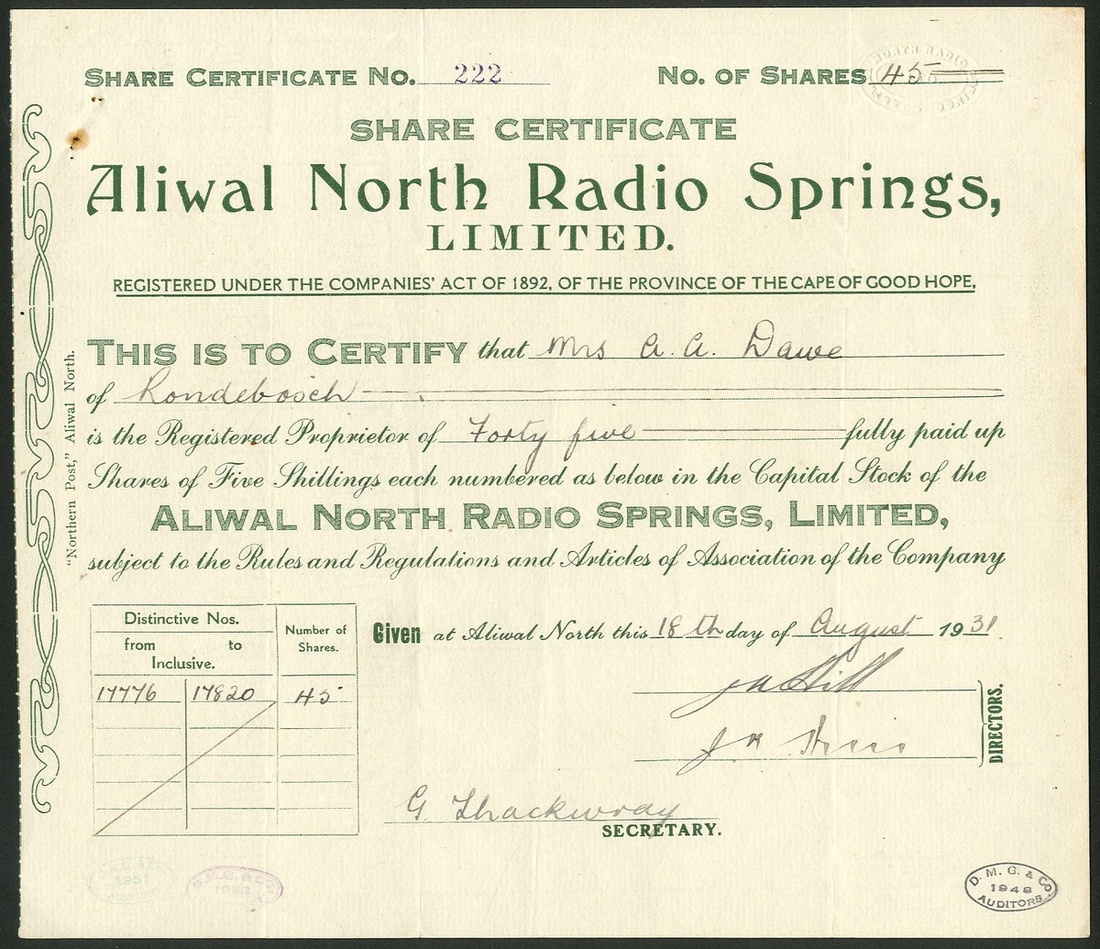 SHARE CERTIFICATE NO. 222 NO. OF SHARES 45
SHARE CERTIFICATE
Aliwal North Radio Springs,
LIMITED.
REGISTERED UNDER THE COMPANIES' ACT OF 1892, OF THE PROVINCE OF THE CAPE OF GOOD HOPE,
THIS IS TO CERTIFY that Mrs A. A. Dawe
of Rondebosch
is the Registered Proprietor of Forty five fully paid up
Shares of Five Shillings each numbered as below in the Capital Stock of the
ALIWAL NORTH RADIO SPRINGS, LIMITED,
subject to the Rules and Regulations and Articles of Association of the Company
"Northern Post," Aliwal North.
Distinctive Nos.
from to
Inclusive.
Number of
Shares.
17776 17820 45
Given at Aliwal North this 18th day of August 1931.
DIRECTORS.
G. Thackwray
SECRETARY.
D. M. G. & Co.
1948
AUDITORS